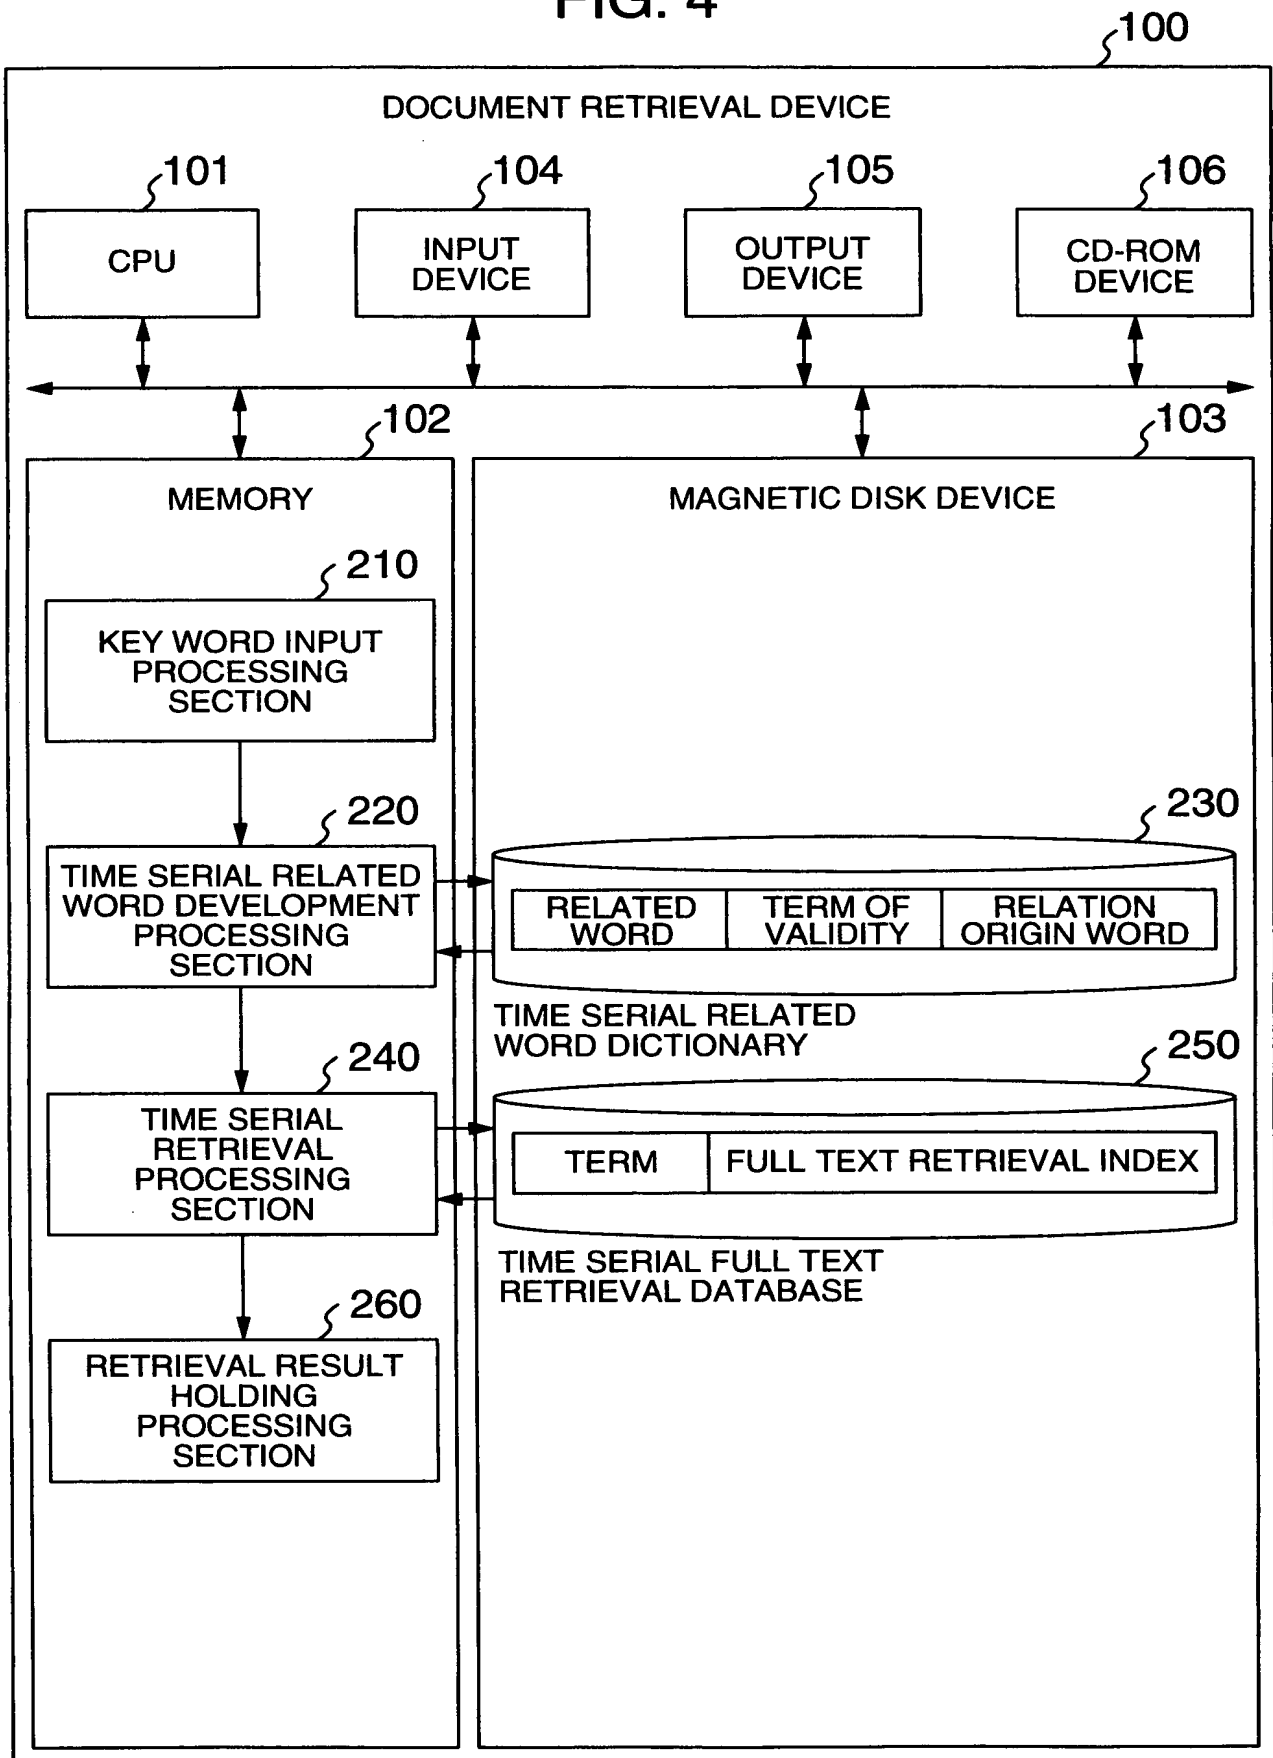 FIG. 4
100
DOCUMENT RETRIEVAL DEVICE
101
104
105
106
CPU
INPUT
DEVICE
OUTPUT
DEVICE
CD-ROM
DEVICE
102
103
MEMORY
MAGNETIC DISK DEVICE
210
KEY WORD INPUT
PROCESSING
SECTION
220
TIME SERIAL RELATED
WORD DEVELOPMENT
PROCESSING
SECTION
230
RELATED
WORD
TERM OF
VALIDITY
RELATION
ORIGIN WORD
TIME SERIAL RELATED
WORD DICTIONARY
240
TIME SERIAL
RETRIEVAL
PROCESSING
SECTION
250
TERM
FULL TEXT RETRIEVAL INDEX
TIME SERIAL FULL TEXT
RETRIEVAL DATABASE
260
RETRIEVAL RESULT
HOLDING
PROCESSING
SECTION